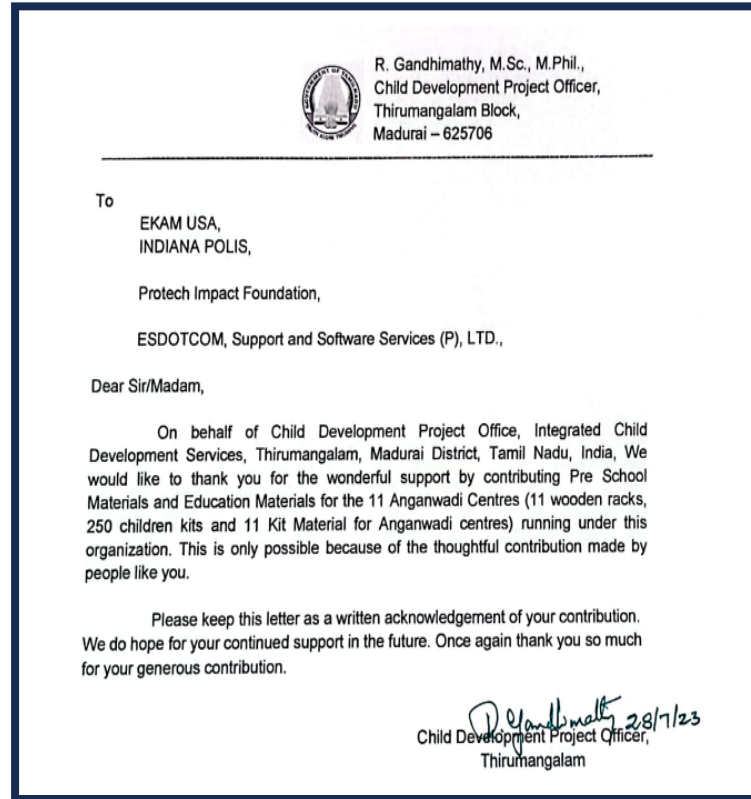 R. Gandhimathy, M.Sc., M.Phil.,
Child Development Project Officer,
Thirumangalam Block,
Madurai – 625706
To
EKAM USA,
INDIANA POLIS,
Protech Impact Foundation,
ESDOTCOM, Support and Software Services (P), LTD.,
Dear Sir/Madam,
On behalf of Child Development Project Office, Integrated Child
Development Services, Thirumangalam, Madurai District, Tamil Nadu, India, We
would like to thank you for the wonderful support by contributing Pre School
Materials and Education Materials for the 11 Anganwadi Centres (11 wooden racks,
250 children kits and 11 Kit Material for Anganwadi centres) running under this
organization. This is only possible because of the thoughtful contribution made by
people like you.
Please keep this letter as a written acknowledgement of your contribution.
We do hope for your continued support in the future. Once again thank you so much
for your generous contribution.
28/7/23
Child Development Project Officer,
Thirumangalam